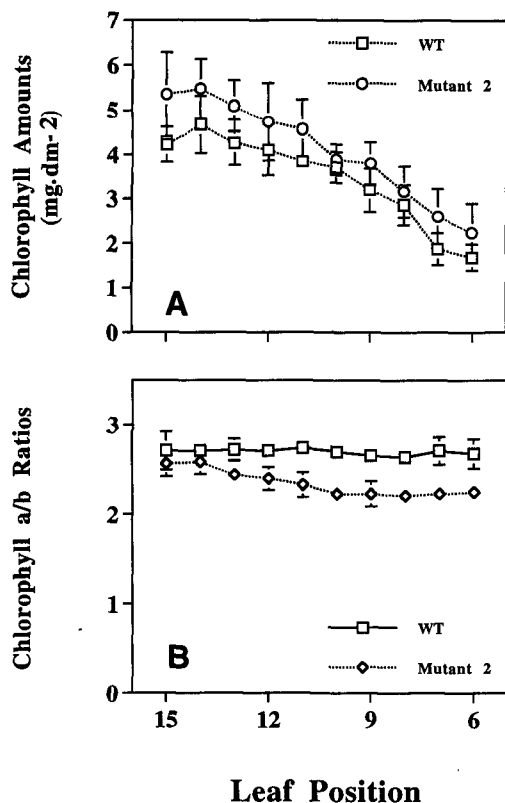 Chlorophyll Amounts
(mg.dm-2)
7
6
5
4
3
2
1
0
WT
Mutant 2
A
Chlorophyll a/b Ratios
3
2
1
0
WT
Mutant 2
B
15
12
9
6
Leaf Position